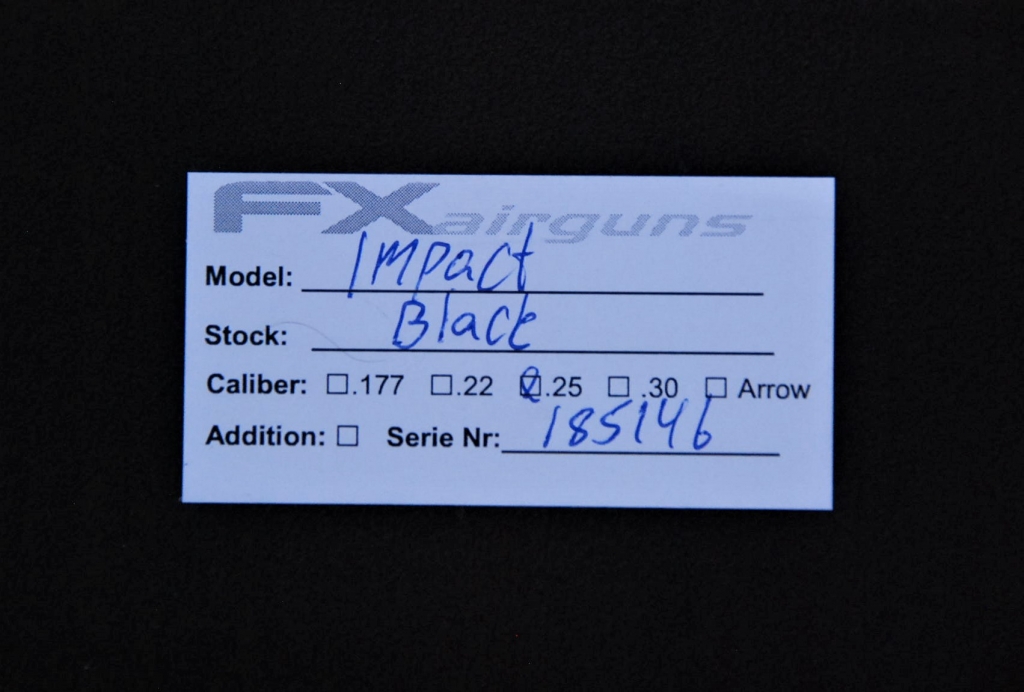 FX airguns
Model: Impact
Stock: Black
Caliber: ☐.177 ☐.22 ☑.25 ☐.30 ☐ Arrow
Addition: ☐ Serie Nr: 185146